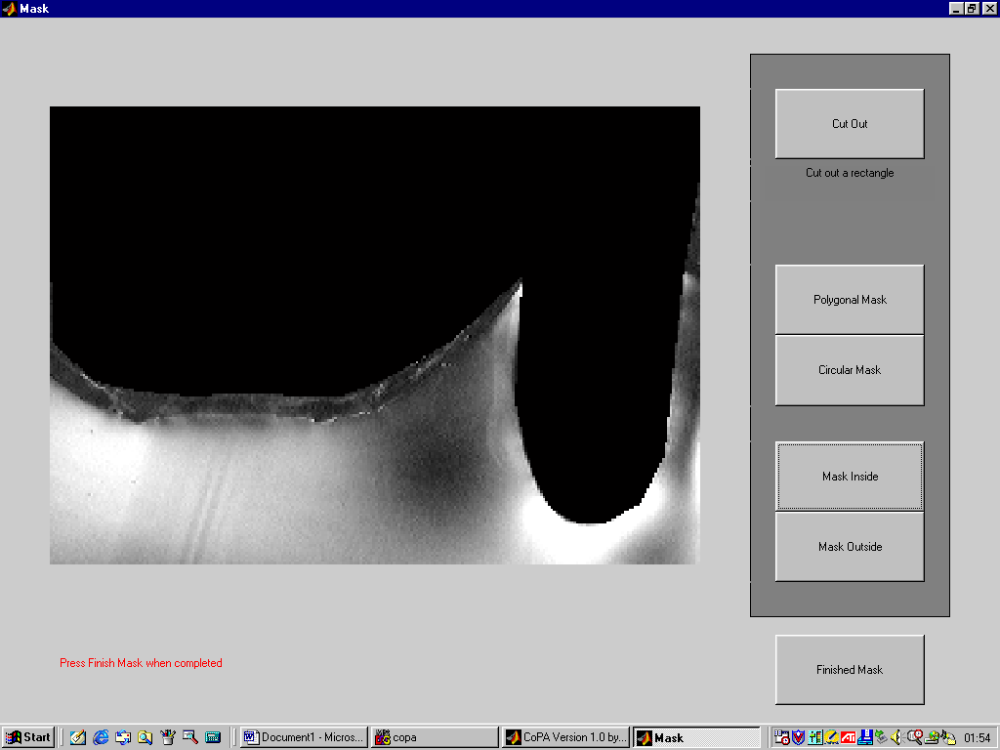 Mask
Cut Out
Cut out a rectangle
Polygonal Mask
Circular Mask
Mask Inside
Mask Outside
Press Finish Mask when completed
Finished Mask
Start
Document1 - Micros...
copa
CoPA Version 1.0 by...
Mask
01:54